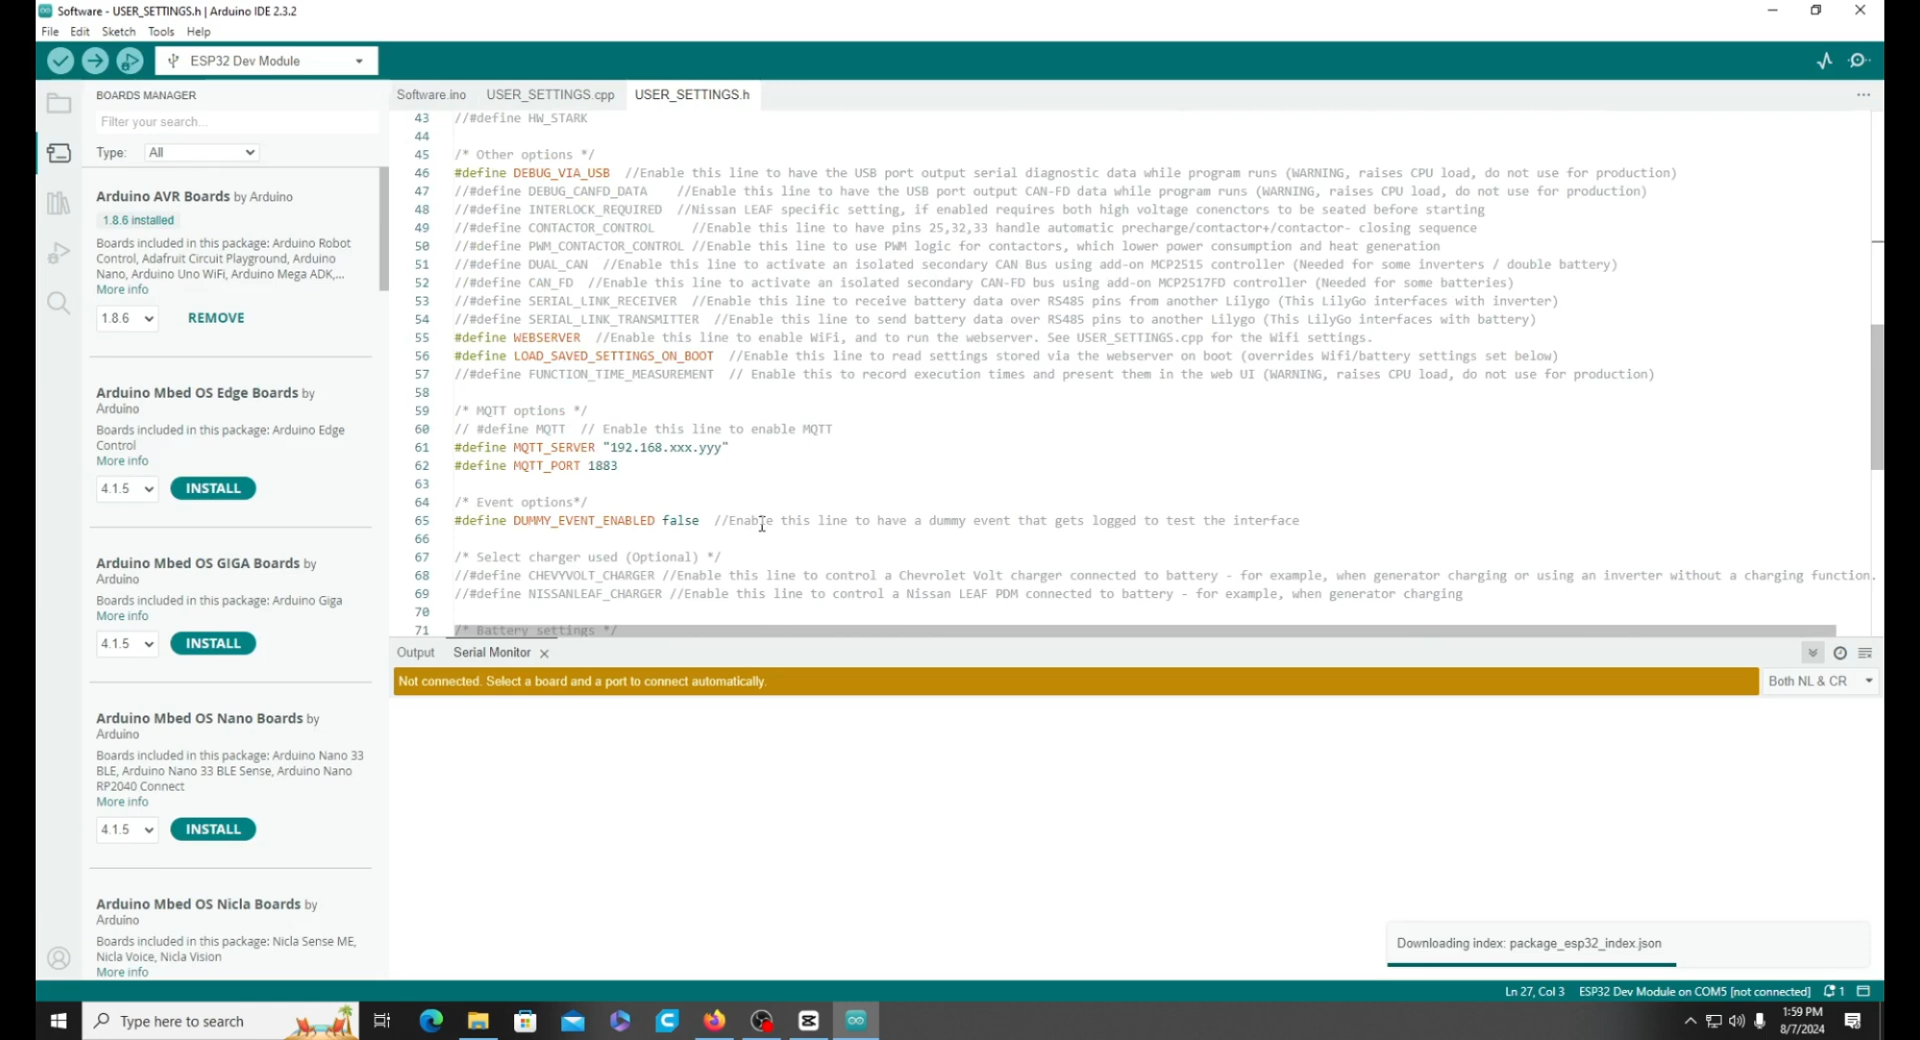 Software - USER_SETTINGS.h | Arduino IDE 2.3.2
File Edit Sketch Tools Help
ESP32 Dev Module
BOARDS MANAGER
Filter your search...
Type: All
Arduino AVR Boards by Arduino
1.8.6 installed
Boards included in this package: Arduino Robot
Control, Adafruit Circuit Playground, Arduino
Nano, Arduino Uno WiFi, Arduino Mega ADK,...
More info
1.8.6 REMOVE
Arduino Mbed OS Edge Boards by
Arduino
Boards included in this package: Arduino Edge
Control
More info
4.1.5 INSTALL
Arduino Mbed OS GIGA Boards by
Arduino
Boards included in this package: Arduino Giga
More info
4.1.5 INSTALL
Arduino Mbed OS Nano Boards by
Arduino
Boards included in this package: Arduino Nano 33
BLE, Arduino Nano 33 BLE Sense, Arduino Nano
RP2040 Connect
More info
4.1.5 INSTALL
Arduino Mbed OS Nicla Boards by
Arduino
Boards included in this package: Nicla Sense ME,
Nicla Voice, Nicla Vision
More info
Software.ino USER_SETTINGS.cpp USER_SETTINGS.h
43 //#define HW_STARK
44
45 /* Other options */
46 #define DEBUG_VIA_USB //Enable this line to have the USB port output serial diagnostic data while program runs (WARNING, raises CPU load, do not use for production)
47 //#define DEBUG_CANFD_DATA //Enable this line to have the USB port output CAN-FD data while program runs (WARNING, raises CPU load, do not use for production)
48 //#define INTERLOCK_REQUIRED //Nissan LEAF specific setting, if enabled requires both high voltage conenctors to be seated before starting
49 //#define CONTACTOR_CONTROL //Enable this line to have pins 25,32,33 handle automatic precharge/contactor+/contactor- closing sequence
50 //#define PWM_CONTACTOR_CONTROL //Enable this line to use PWM logic for contactors, which lower power consumption and heat generation
51 //#define DUAL_CAN //Enable this line to activate an isolated secondary CAN Bus using add-on MCP2515 controller (Needed for some inverters / double battery)
52 //#define CAN_FD //Enable this line to activate an isolated secondary CAN-FD bus using add-on MCP2517FD controller (Needed for some batteries)
53 //#define SERIAL_LINK_RECEIVER //Enable this line to receive battery data over RS485 pins from another Lilygo (This LilyGo interfaces with inverter)
54 //#define SERIAL_LINK_TRANSMITTER //Enable this line to send battery data over RS485 pins to another Lilygo (This LilyGo interfaces with battery)
55 #define WEBSERVER //Enable this line to enable WiFi, and to run the webserver. See USER_SETTINGS.cpp for the Wifi settings.
56 #define LOAD_SAVED_SETTINGS_ON_BOOT //Enable this line to read settings stored via the webserver on boot (overrides Wifi/battery settings set below)
57 //#define FUNCTION_TIME_MEASUREMENT // Enable this to record execution times and present them in the web UI (WARNING, raises CPU load, do not use for production)
58
59 /* MQTT options */
60 // #define MQTT // Enable this line to enable MQTT
61 #define MQTT_SERVER "192.168.xxx.yyy"
62 #define MQTT_PORT 1883
63
64 /* Event options*/
65 #define DUMMY_EVENT_ENABLED false //Enable this line to have a dummy event that gets logged to test the interface
66
67 /* Select charger used (Optional) */
68 //#define CHEVYVOLT_CHARGER //Enable this line to control a Chevrolet Volt charger connected to battery - for example, when generator charging or using an inverter without a charging function.
69 //#define NISSANLEAF_CHARGER //Enable this line to control a Nissan LEAF PDM connected to battery - for example, when generator charging
70
71 /* Battery settings */
Output Serial Monitor
Not connected. Select a board and a port to connect automatically.
Both NL & CR
Downloading index: package_esp32_index.json
Ln 27, Col 3 ESP32 Dev Module on COM5 [not connected] 1
Type here to search
1:59 PM
8/7/2024